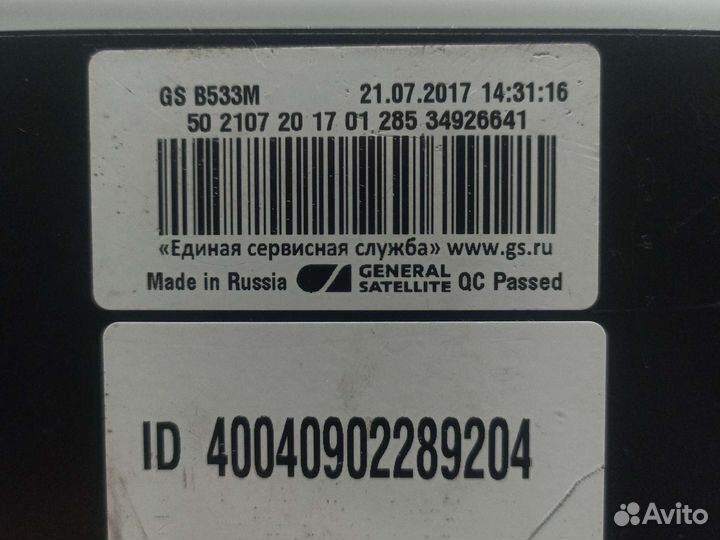 GS B533M 21.07.2017 14:31:16
50 2107 20 17 01 285 34926641
«Единая сервисная служба» www.gs.ru
Made in Russia GENERAL SATELLITE QC Passed
ID 40040902289204
Avito